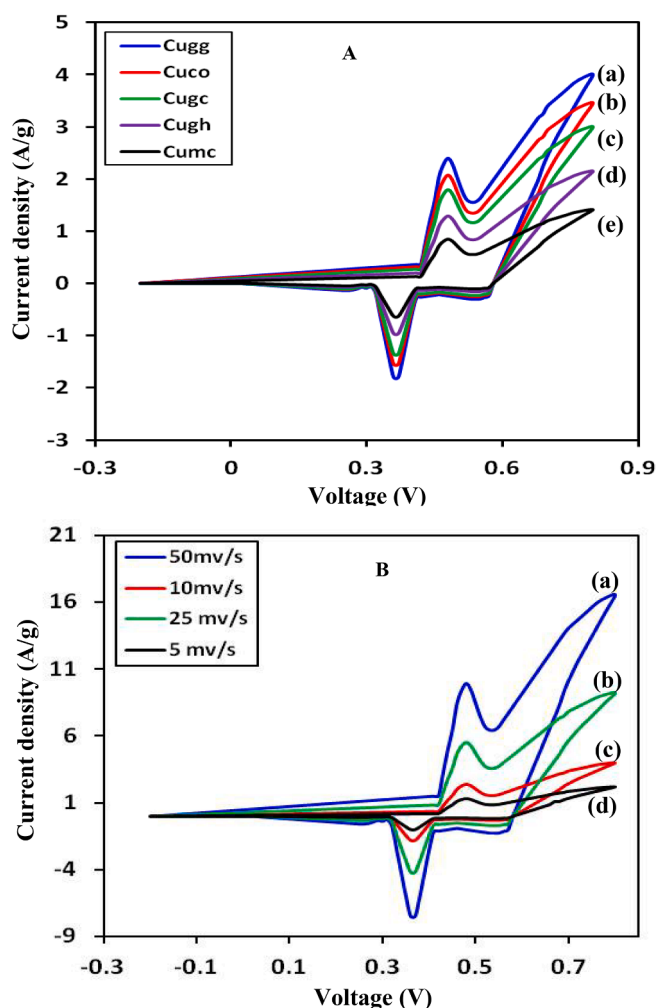 A
Cugg
Cuco
Cugc
Cugh
Cumc
(a)
(b)
(c)
(d)
(e)
5
4
3
2
1
0
-1
-2
-3
-0.3
0
0.3
0.6
0.9
Current density (A/g)
Voltage (V)
B
50mv/s
10mv/s
25 mv/s
5 mv/s
(a)
(b)
(c)
(d)
21
16
11
6
1
-4
-9
-0.3
-0.1
0.1
0.3
0.5
0.7
Current density (A/g)
Voltage (V)